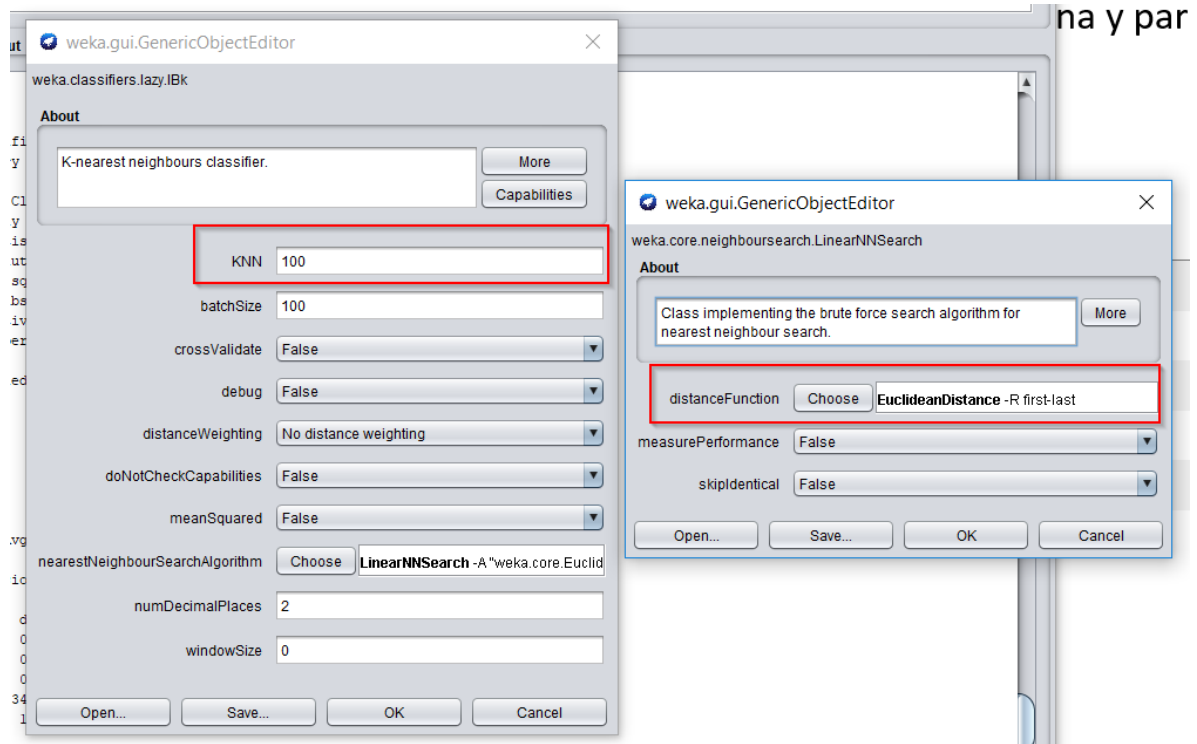 na y par
weka.gui.GenericObjectEditor
weka.classifiers.lazy.IBk
About
K-nearest neighbours classifier.
More
Capabilities
KNN 100
batchSize 100
crossValidate False
debug False
distanceWeighting No distance weighting
doNotCheckCapabilities False
meanSquared False
nearestNeighbourSearchAlgorithm Choose LinearNNSearch -A "weka.core.Euclid
numDecimalPlaces 2
windowSize 0
Open... Save... OK Cancel
weka.gui.GenericObjectEditor
weka.core.neighboursearch.LinearNNSearch
About
Class implementing the brute force search algorithm for
nearest neighbour search.
More
distanceFunction Choose EuclideanDistance -R first-last
measurePerformance False
skipIdentical False
Open... Save... OK Cancel